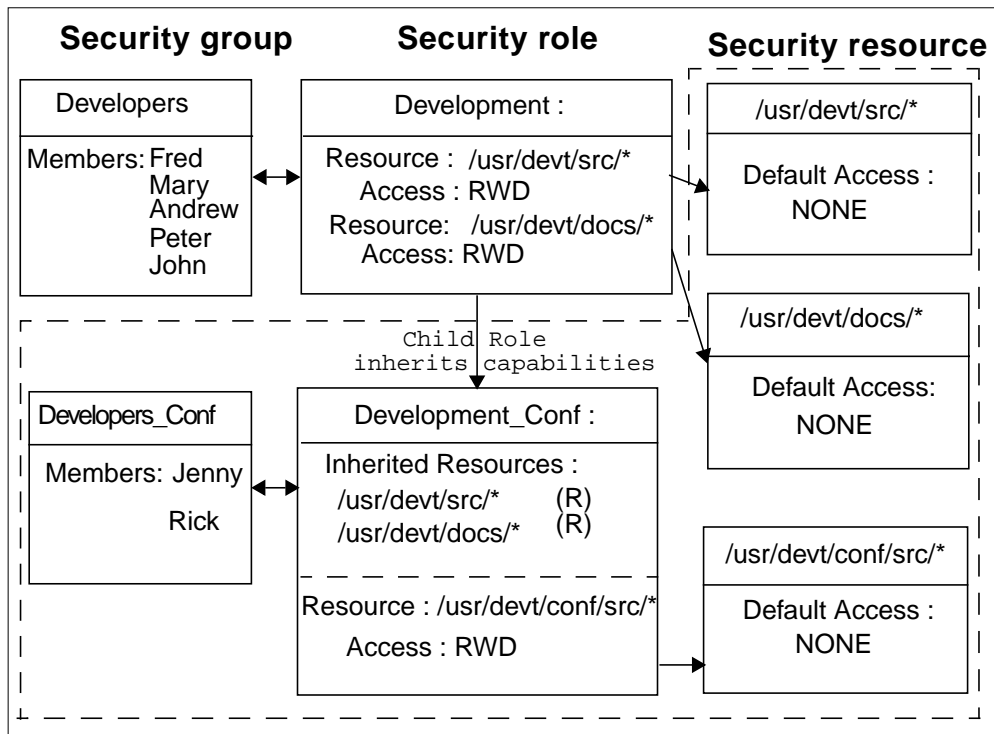 Security group
Security role
Security resource
Developers
Members: Fred
Mary
Andrew
Peter
John
Development :
Resource : /usr/devt/src/*
Access : RWD
Resource: /usr/devt/docs/*
Access: RWD
/usr/devt/src/*
Default Access :
NONE
/usr/devt/docs/*
Default Access:
NONE
Child Role
inherits capabilities
Developers_Conf
Members: Jenny
Rick
Development_Conf :
Inherited Resources :
/usr/devt/src/* (R)
/usr/devt/docs/* (R)
Resource : /usr/devt/conf/src/*
Access : RWD
/usr/devt/conf/src/*
Default Access :
NONE